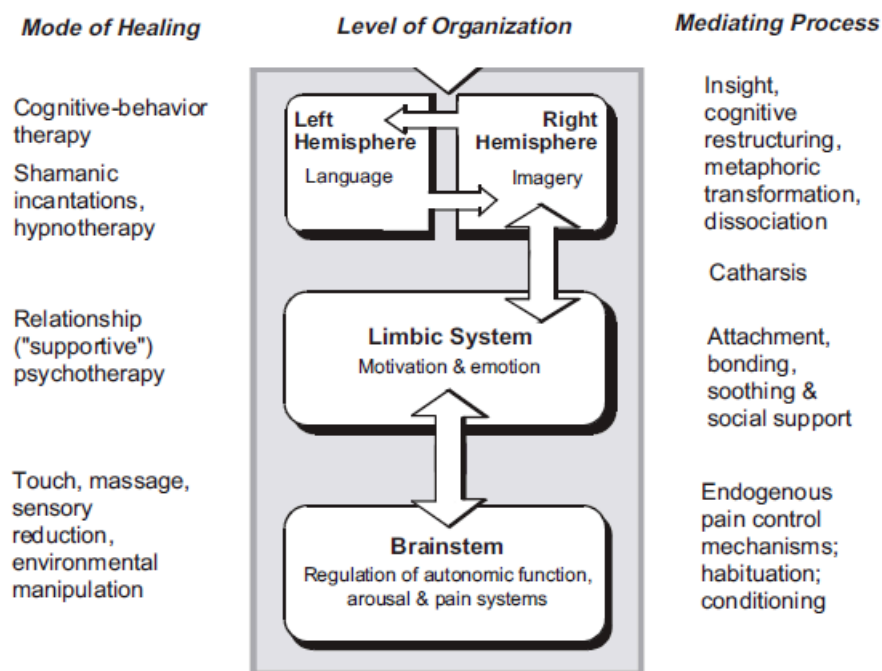 Mode of Healing
Level of Organization
Mediating Process
Cognitive-behavior
therapy
Shamanic
incantations,
hypnotherapy
Left
Hemisphere
Language
Right
Hemisphere
Imagery
Insight,
cognitive
restructuring,
metaphoric
transformation,
dissociation
Catharsis
Relationship
("supportive")
psychotherapy
Limbic System
Motivation & emotion
Attachment,
bonding,
soothing &
social support
Touch, massage,
sensory
reduction,
environmental
manipulation
Brainstem
Regulation of autonomic function,
arousal & pain systems
Endogenous
pain control
mechanisms;
habituation;
conditioning